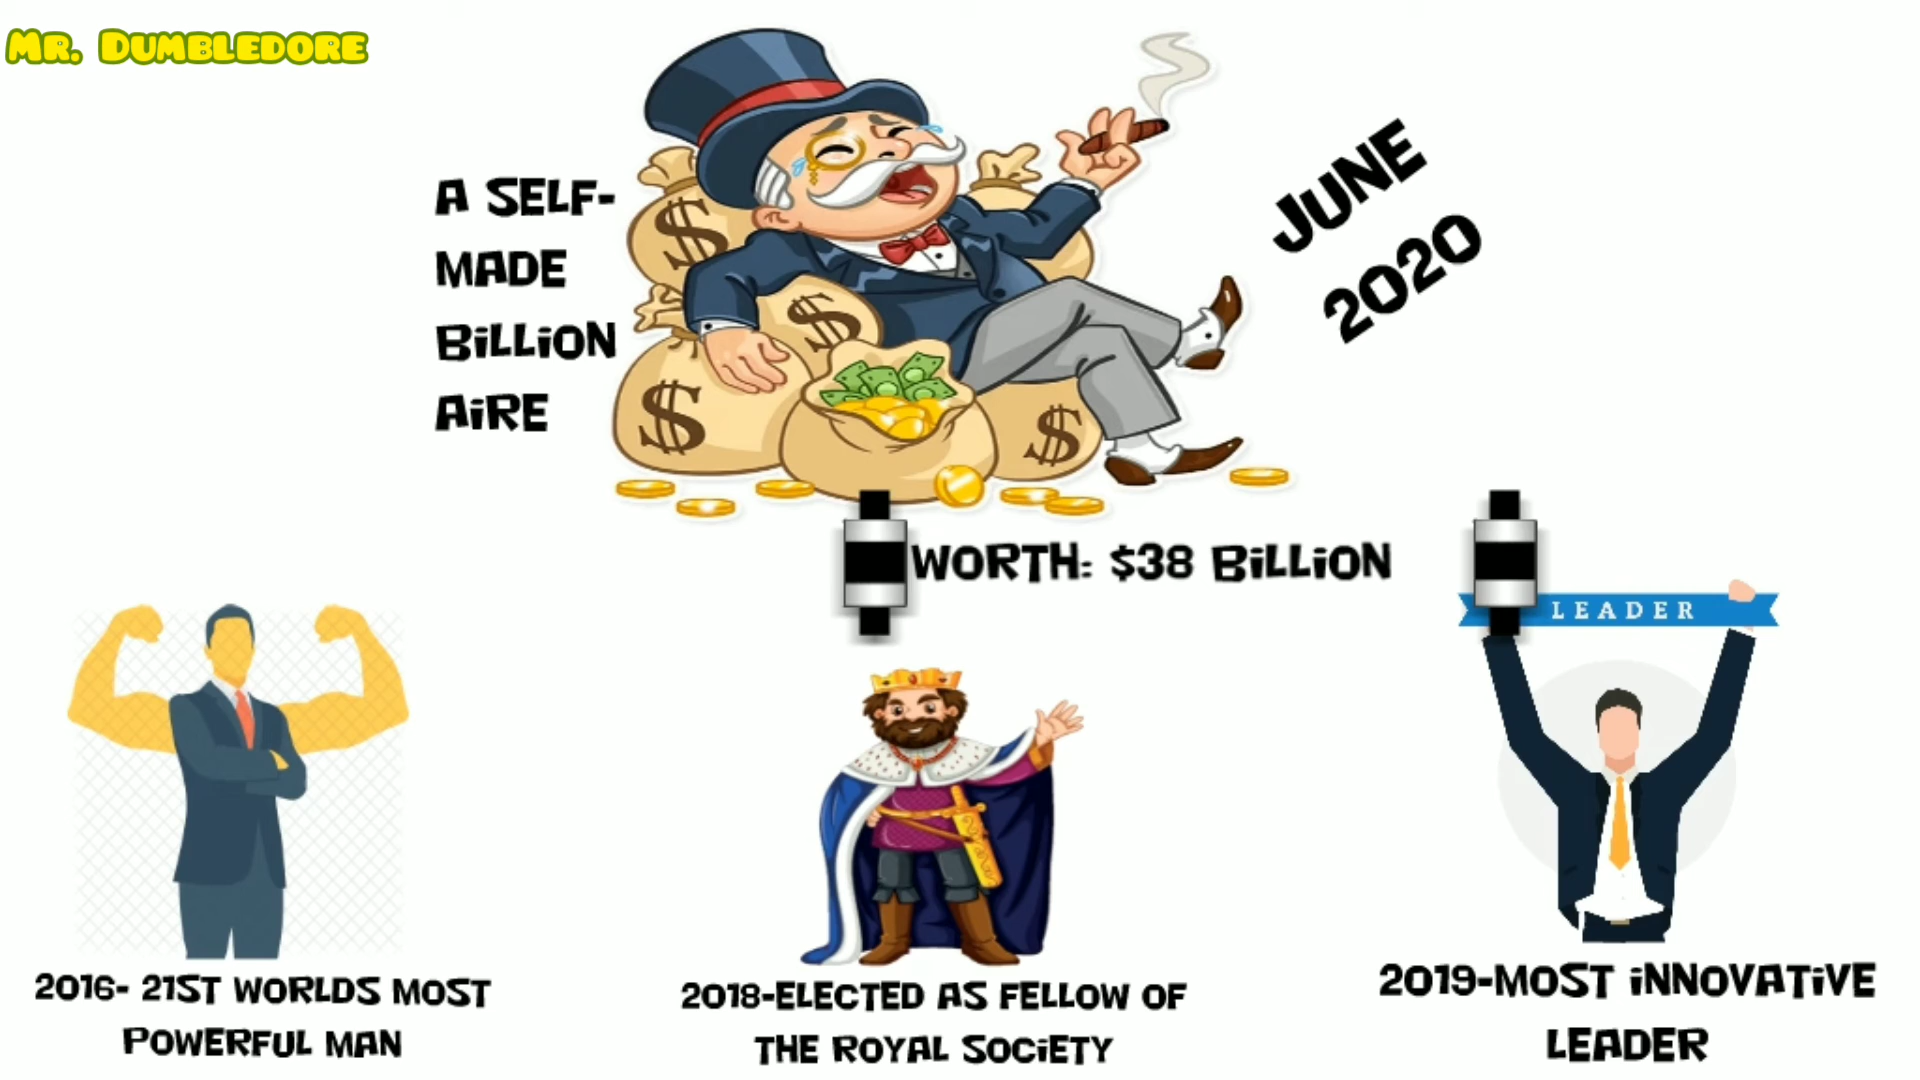 Mr. Dumbledore
A SELF-
MADE
BiLLiON
AiRE
JUNE
2020
WORTH: $38 BiLLiON
LEADER
2016- 21ST WORLDS MOST
POWERFUL MAN
2018-ELECTED AS FELLOW OF
THE ROYAL SOCiETY
2019-MOST iNNOVATiVE
LEADER
$
$
$
$